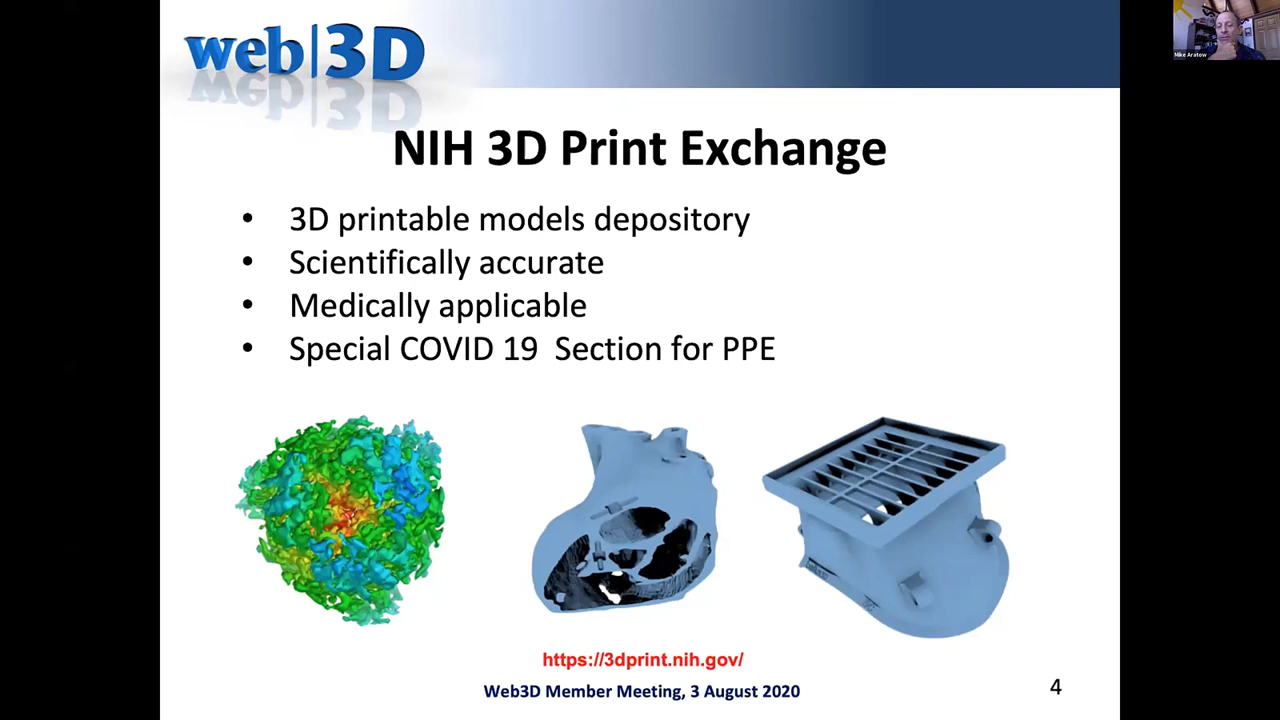 web|3D
Mike Aratow
NIH 3D Print Exchange
• 3D printable models depository
• Scientifically accurate
• Medically applicable
• Special COVID 19  Section for PPE
https://3dprint.nih.gov/
Web3D Member Meeting, 3 August 2020
4